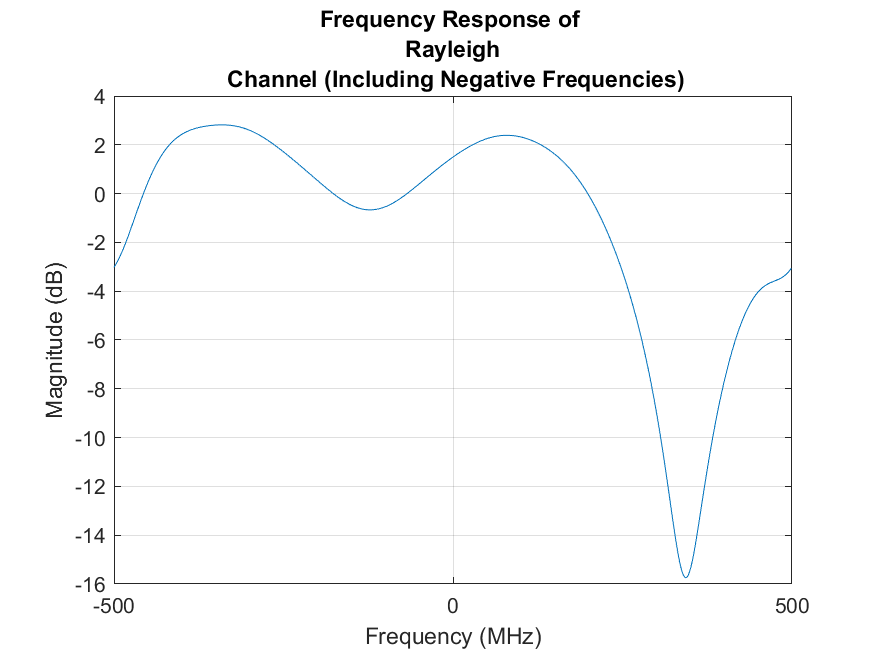 Frequency Response of
Rayleigh
Channel (Including Negative Frequencies)
4
2
0
-2
-4
-6
-8
-10
-12
-14
-16
Magnitude (dB)
-500
0
500
Frequency (MHz)